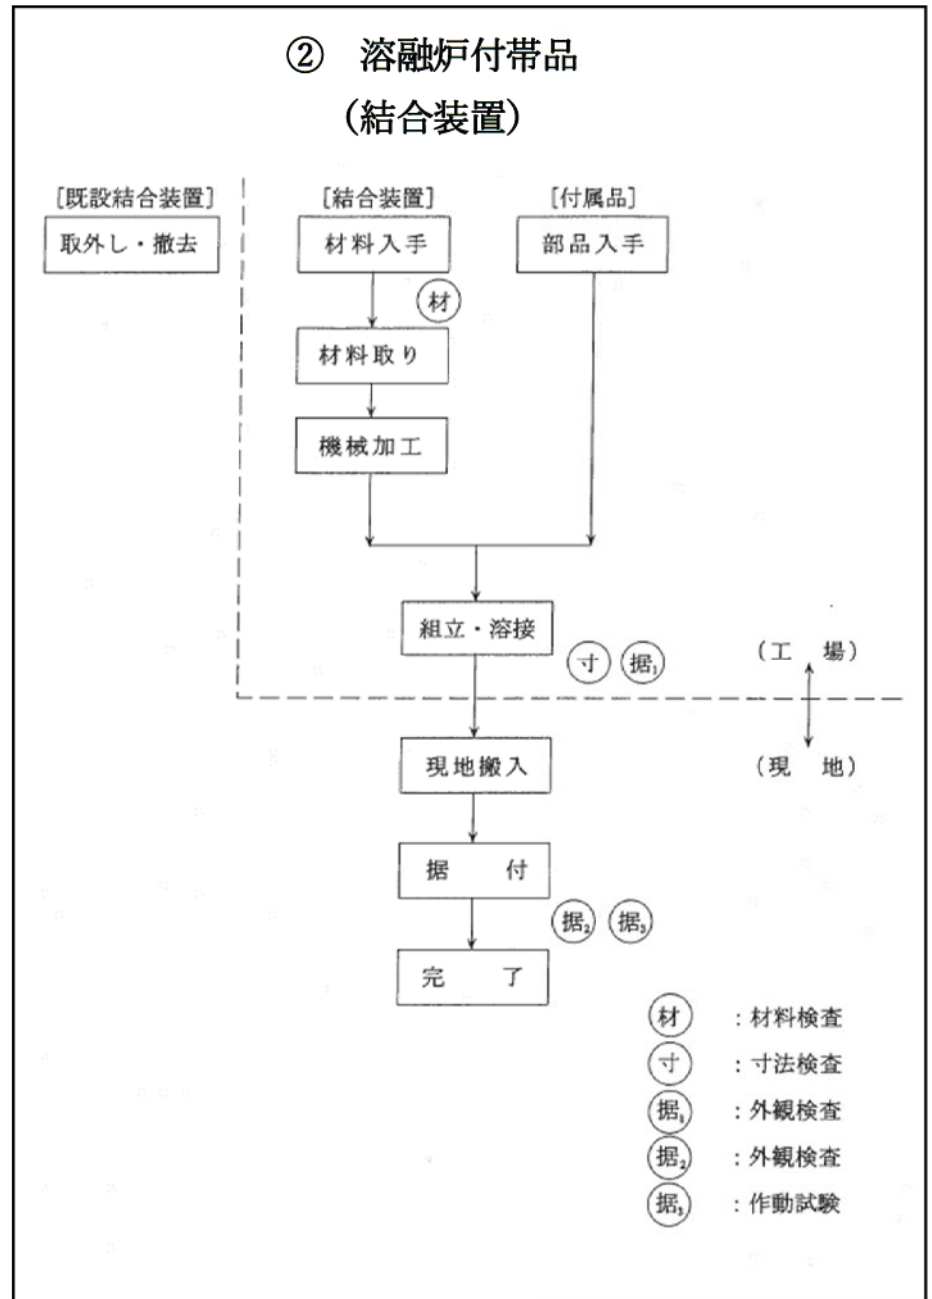 ② 溶融炉付帯品
(結合装置)
[既設結合装置] [結合装置] [付属品]
取外し・撤去 材料入手 部品入手
材
材料取り
機械加工
組立・溶接
寸 据₁
(工 場)
現地搬入
(現 地)
据 付
据₂ 据₃
完 了
材 :材料検査
寸 :寸法検査
据₁ :外観検査
据₂ :外観検査
据₃ :作動試験